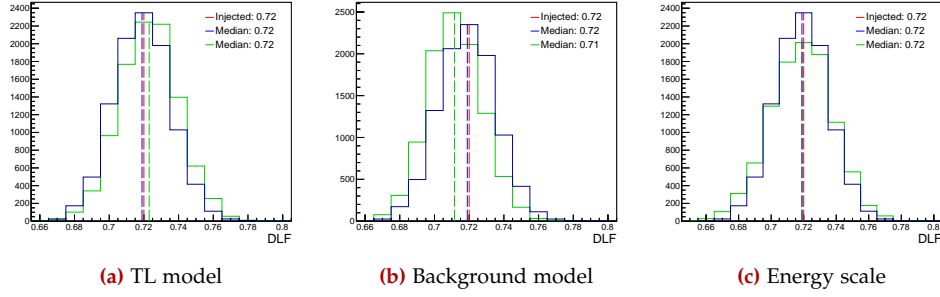 2400
2200
2000
1800
1600
1400
1200
1000
800
600
400
200
0
0.66 0.68 0.7 0.72 0.74 0.76 0.78 0.8
DLF
Injected: 0.72
Median: 0.72
Median: 0.72
(a) TL model
2500
2000
1500
1000
500
0
0.66 0.68 0.7 0.72 0.74 0.76 0.78 0.8
DLF
Injected: 0.72
Median: 0.72
Median: 0.71
(b) Background model
2400
2200
2000
1800
1600
1400
1200
1000
800
600
400
200
0
0.66 0.68 0.7 0.72 0.74 0.76 0.78 0.8
DLF
Injected: 0.72
Median: 0.72
Median: 0.72
(c) Energy scale